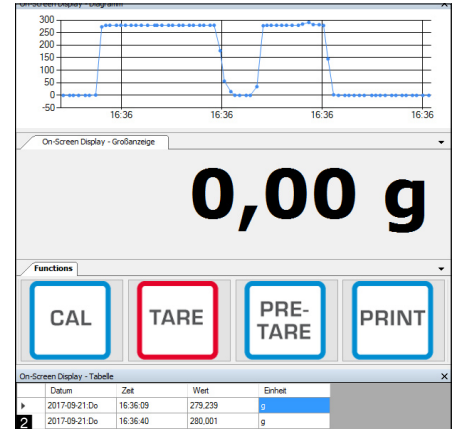 On-Screen Display - Diagramm
300
250
200
150
100
50
0
-50
16:36 16:36 16:36 16:36
On-Screen Display - Großanzeige
0,00 g
Functions
CAL TARE PRE-TARE PRINT
On-Screen Display - Tabelle
Datum Zeit Wert Einheit
2017-09-21:Do 16:36:09 279,239 g
2 2017-09-21:Do 16:36:40 280,001 g